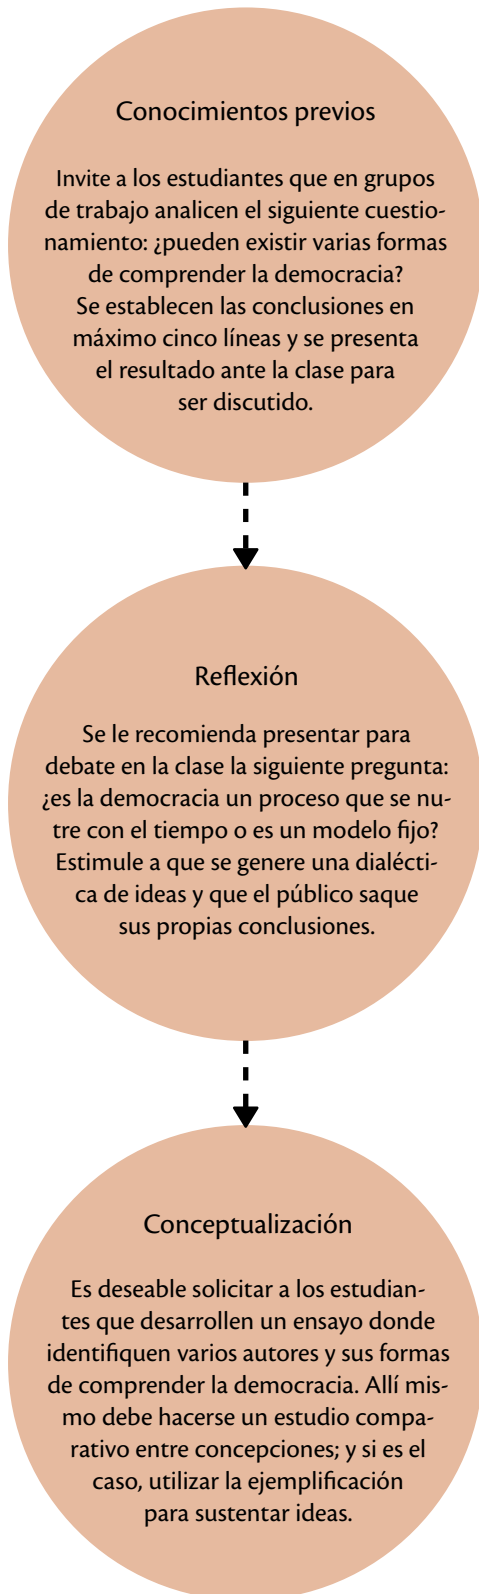 Conocimientos previos
Invite a los estudiantes que en grupos
de trabajo analicen el siguiente cuestio-
namiento: ¿pueden existir varias formas
de comprender la democracia?
Se establecen las conclusiones en
máximo cinco líneas y se presenta
el resultado ante la clase para
ser discutido.
Reflexión
Se le recomienda presentar para
debate en la clase la siguiente pregunta:
¿es la democracia un proceso que se nu-
tre con el tiempo o es un modelo fijo?
Estimule a que se genere una dialécti-
ca de ideas y que el público saque
sus propias conclusiones.
Conceptualización
Es deseable solicitar a los estudian-
tes que desarrollen un ensayo donde
identifiquen varios autores y sus formas
de comprender la democracia. Allí mis-
mo debe hacerse un estudio compa-
rativo entre concepciones; y si es el
caso, utilizar la ejemplificación
para sustentar ideas.